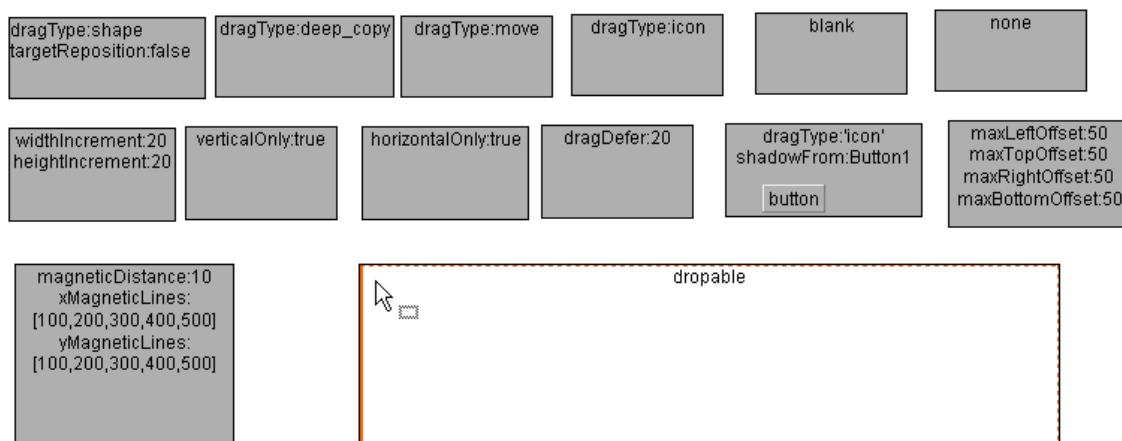 dragType:shape
targetReposition:false
dragType:deep_copy
dragType:move
dragType:icon
blank
none
widthIncrement:20
heightIncrement:20
verticalOnly:true
horizontalOnly:true
dragDefer:20
dragType:'icon'
shadowFrom:Button1
button
maxLeftOffset:50
maxTopOffset:50
maxRightOffset:50
maxBottomOffset:50
magneticDistance:10
xMagneticLines:
[100,200,300,400,500]
yMagneticLines:
[100,200,300,400,500]
dropable